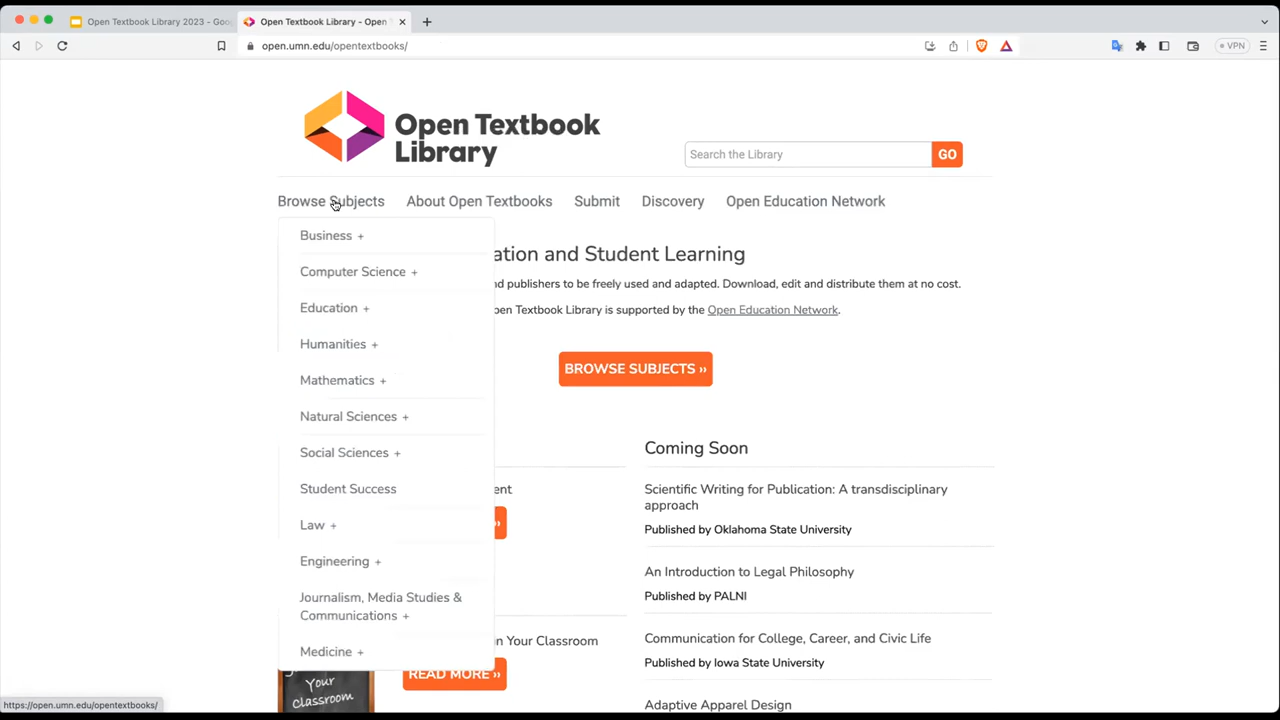 Open Textbook Library 2023 - Goo
Open Textbook Library - Open T
open.umn.edu/opentextbooks/
VPN
Open Textbook
Library
Search the Library
GO
Browse Subjects
About Open Textbooks
Submit
Discovery
Open Education Network
Business +
Computer Science +
Education +
Humanities +
Mathematics +
Natural Sciences +
Social Sciences +
Student Success
Law +
Engineering +
Journalism, Media Studies &
Communications +
Medicine +
ation and Student Learning
nd publishers to be freely used and adapted. Download, edit and distribute them at no cost.
pen Textbook Library is supported by the Open Education Network.
BROWSE SUBJECTS ››
ent
››
n Your Classroom
READ MORE ››
Your
classroom
Coming Soon
Scientific Writing for Publication: A transdisciplinary
approach
Published by Oklahoma State University
An Introduction to Legal Philosophy
Published by PALNI
Communication for College, Career, and Civic Life
Published by Iowa State University
Adaptive Apparel Design
https://open.umn.edu/opentextbooks/